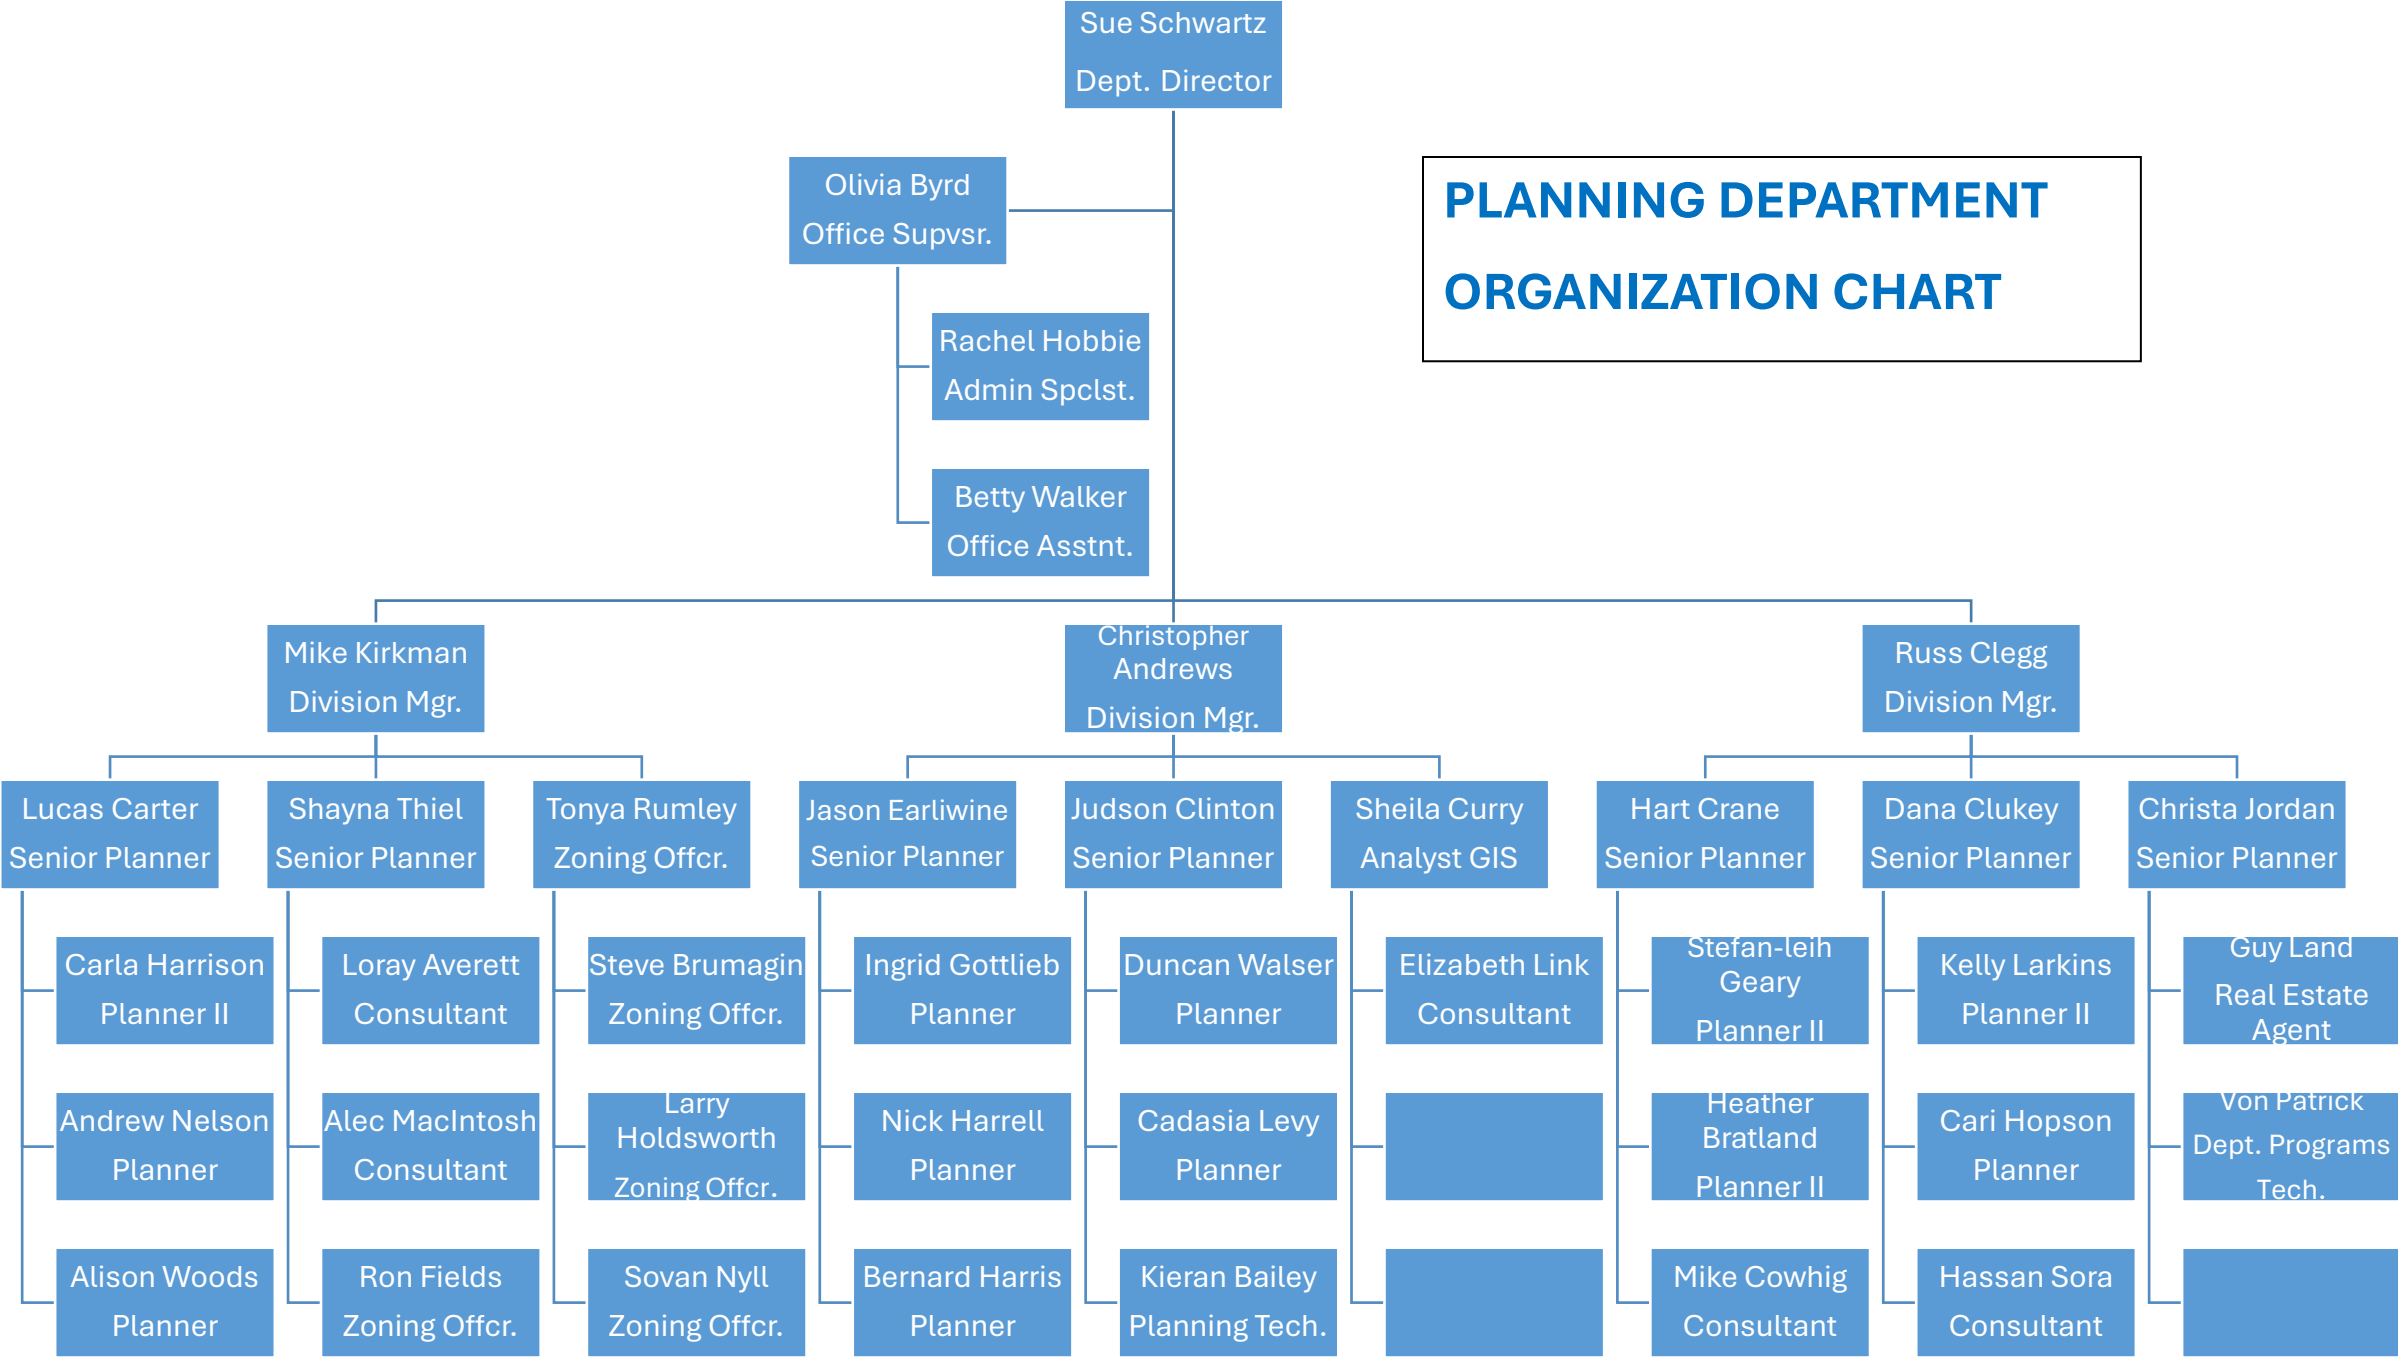 Sue Schwartz
Dept. Director
Olivia Byrd
Office Supvsr.
PLANNING DEPARTMENT
ORGANIZATION CHART
Rachel Hobbie
Admin Spclst.
Betty Walker
Office Asstnt.
Mike Kirkman
Division Mgr.
Christopher
Andrews
Division Mgr.
Russ Clegg
Division Mgr.
Lucas Carter
Senior Planner
Shayna Thiel
Senior Planner
Tonya Rumley
Zoning Offcr.
Jason Earliwine
Senior Planner
Judson Clinton
Senior Planner
Sheila Curry
Analyst GIS
Hart Crane
Senior Planner
Dana Clukey
Senior Planner
Christa Jordan
Senior Planner
Carla Harrison
Planner II
Loray Averett
Consultant
Steve Brumagin
Zoning Offcr.
Ingrid Gottlieb
Planner
Duncan Walser
Planner
Elizabeth Link
Consultant
Stefan-leih
Geary
Planner II
Kelly Larkins
Planner II
Guy Land
Real Estate
Agent
Andrew Nelson
Planner
Alec MacIntosh
Consultant
Larry
Holdsworth
Zoning Offcr.
Nick Harrell
Planner
Cadasia Levy
Planner
Heather
Bratland
Planner II
Cari Hopson
Planner
Von Patrick
Dept. Programs
Tech.
Alison Woods
Planner
Ron Fields
Zoning Offcr.
Sovan Nyll
Zoning Offcr.
Bernard Harris
Planner
Kieran Bailey
Planning Tech.
Mike Cowhig
Consultant
Hassan Sora
Consultant